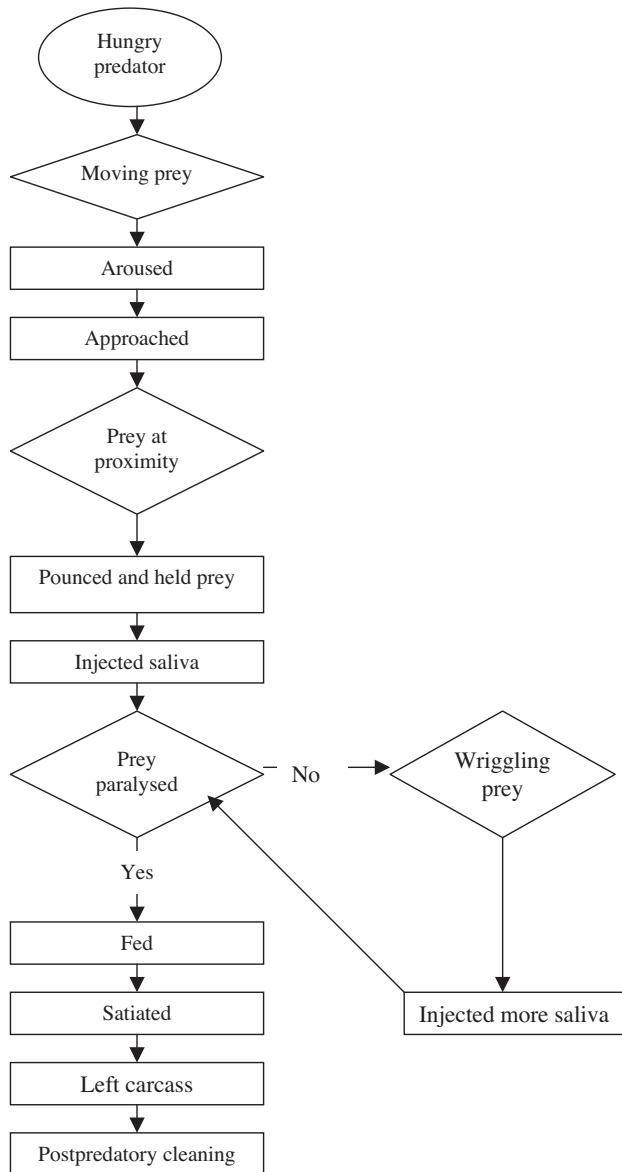 Hungry
predator
Moving prey
Aroused
Approached
Prey at
proximity
Pounced and held prey
Injected saliva
Prey
paralysed
No
Wriggling
prey
Yes
Fed
Injected more saliva
Satiated
Left carcass
Postpredatory cleaning